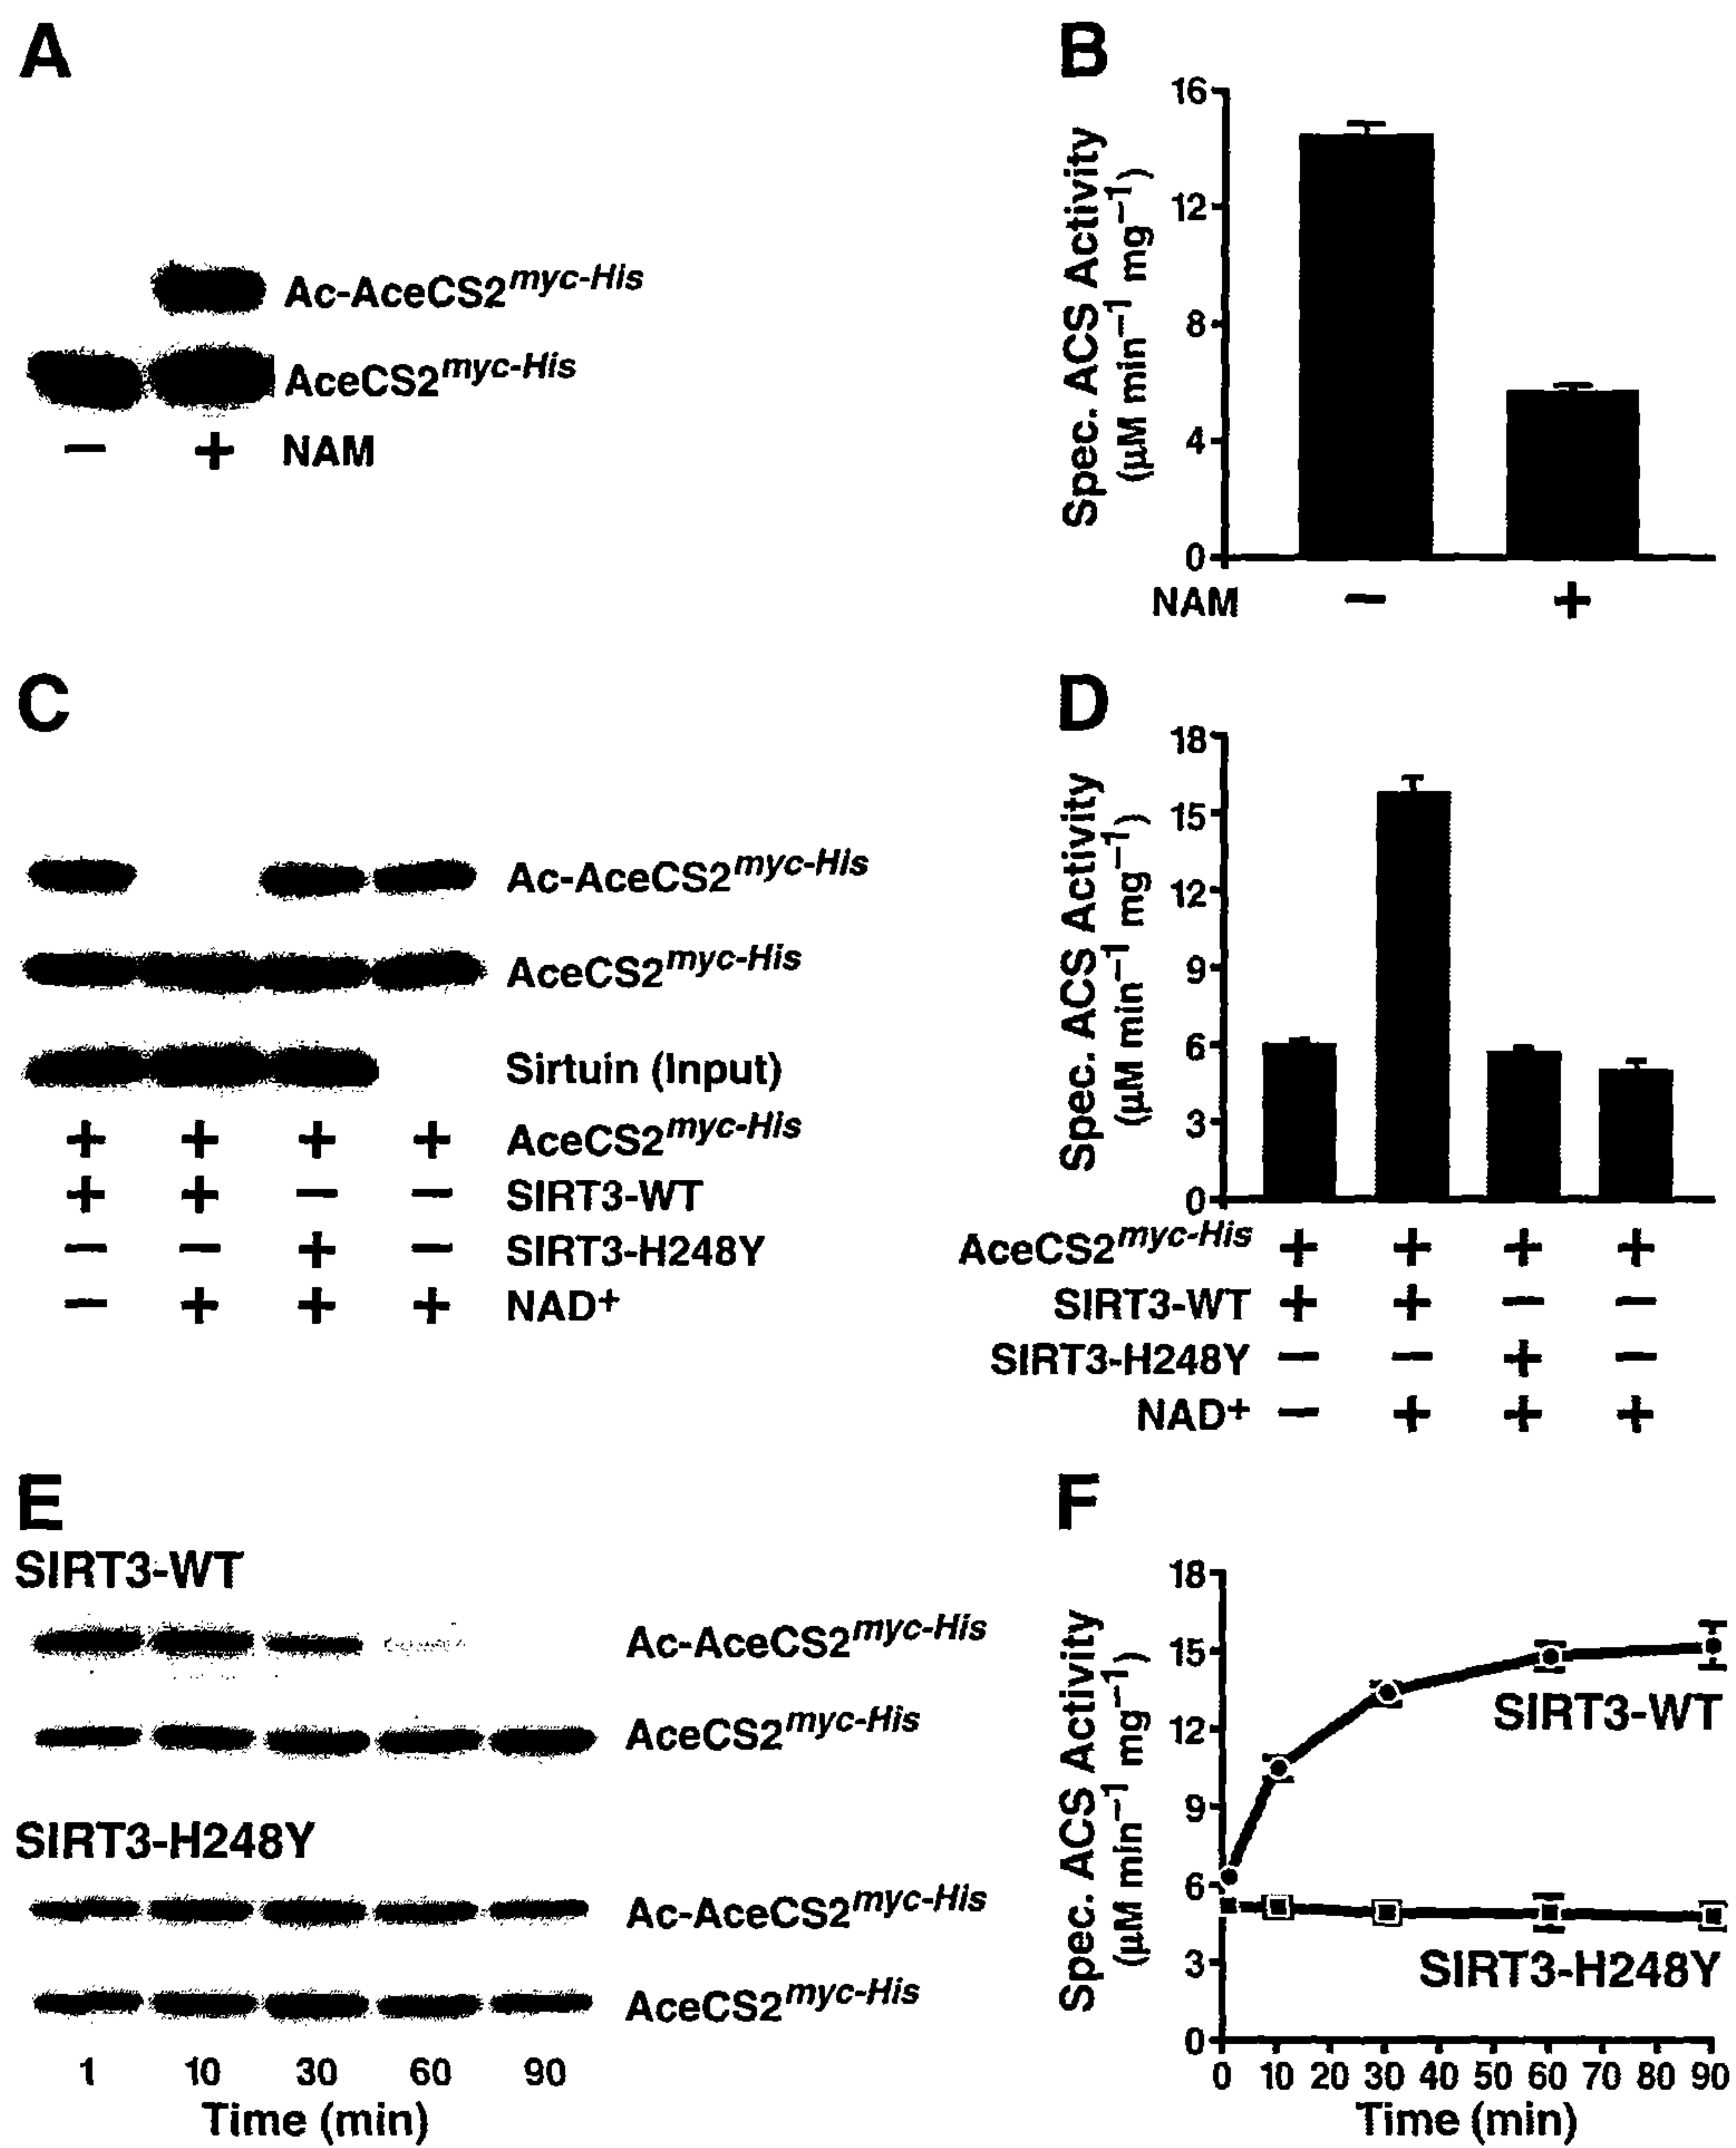 A
Ac-AceCS2myc-His
AceCS2myc-His
− + NAM
B
Spec. ACS Activity
(µM min−1 mg−1)
16
12
8
4
0
NAM − +
C
Ac-AceCS2myc-His
AceCS2myc-His
Sirtuin (Input)
+ + + + AceCS2myc-His
+ + − − SIRT3-WT
− − + − SIRT3-H248Y
− + + + NAD+
D
Spec. ACS Activity
(µM min−1 mg−1)
18
15
12
9
6
3
0
AceCS2myc-His + + + +
SIRT3-WT + + − −
SIRT3-H248Y − − + −
NAD+ − + + +
E
SIRT3-WT
Ac-AceCS2myc-His
AceCS2myc-His
SIRT3-H248Y
Ac-AceCS2myc-His
AceCS2myc-His
1 10 30 60 90
Time (min)
F
Spec. ACS Activity
(µM min−1 mg−1)
18
15
12
9
6
3
0
SIRT3-WT
SIRT3-H248Y
0 10 20 30 40 50 60 70 80 90
Time (min)